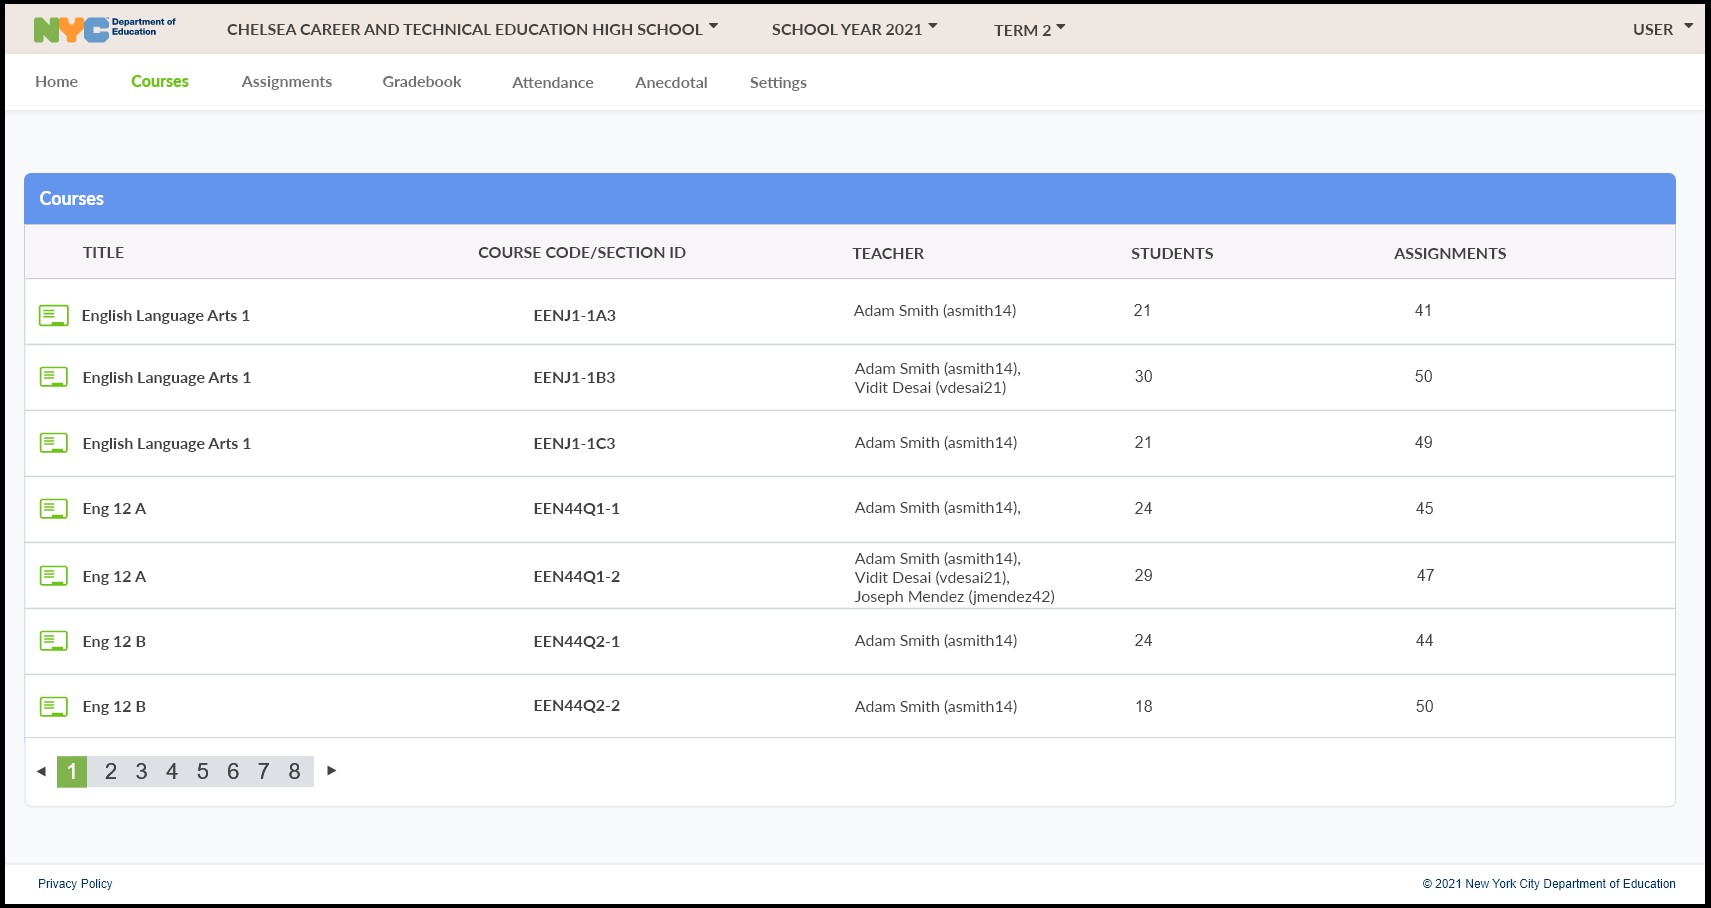 NYC Department of
Education
CHELSEA CAREER AND TECHNICAL EDUCATION HIGH SCHOOL SCHOOL YEAR 2021 TERM 2 USER
Home Courses Assignments Gradebook Attendance Anecdotal Settings
Courses
TITLE COURSE CODE/SECTION ID TEACHER STUDENTS ASSIGNMENTS
English Language Arts 1 EENJ1-1A3 Adam Smith (asmith14) 21 41
English Language Arts 1 EENJ1-1B3 Adam Smith (asmith14), 30 50
Vidit Desai (vdesai21)
English Language Arts 1 EENJ1-1C3 Adam Smith (asmith14) 21 49
Eng 12 A EEN44Q1-1 Adam Smith (asmith14), 24 45
Adam Smith (asmith14),
Eng 12 A EEN44Q1-2 Vidit Desai (vdesai21), 29 47
Joseph Mendez (jmendez42)
Eng 12 B EEN44Q2-1 Adam Smith (asmith14) 24 44
Eng 12 B EEN44Q2-2 Adam Smith (asmith14) 18 50
1 2 3 4 5 6 7 8
Privacy Policy © 2021 New York City Department of Education